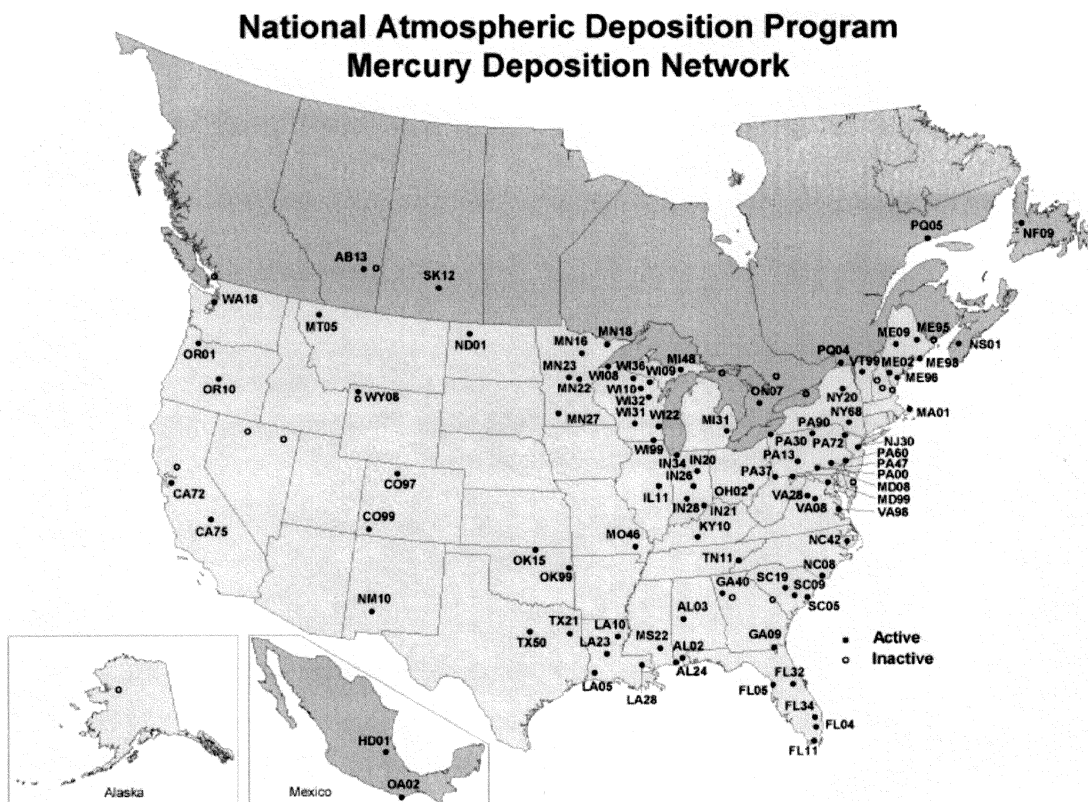 National Atmospheric Deposition Program
Mercury Deposition Network
PQ05
NF09
AB13
SK12
WA18
MT05
ND01
MN18
MN16
ME09
ME95
NS01
OR01
PQ04
VT99
ME02
ME98
MI48
WI36
WI09
MN23
WI08
ME96
OR10
MN22
WI10
WY08
WI32
ON07
NY20
MA01
MN27
WI31
WI22
MI31
NY68
PA90
PA30
PA72
NJ30
WI99
PA13
PA60
IN34
IN20
PA47
CO97
IN26
PA37
PA00
CA72
MD08
IL11
OH02
VA28
MD99
IN28
IN21
VA08
VA98
CO99
CA75
KY10
MO46
NC42
OK15
TN11
NC08
OK99
SC19
GA40
SC09
NM10
SC05
AL03
TX21
LA10
TX50
LA23
MS22
AL02
GA09
Active
AL24
Inactive
LA05
FL32
FL05
LA28
FL34
FL04
HD01
FL11
OA02
Alaska
Mexico